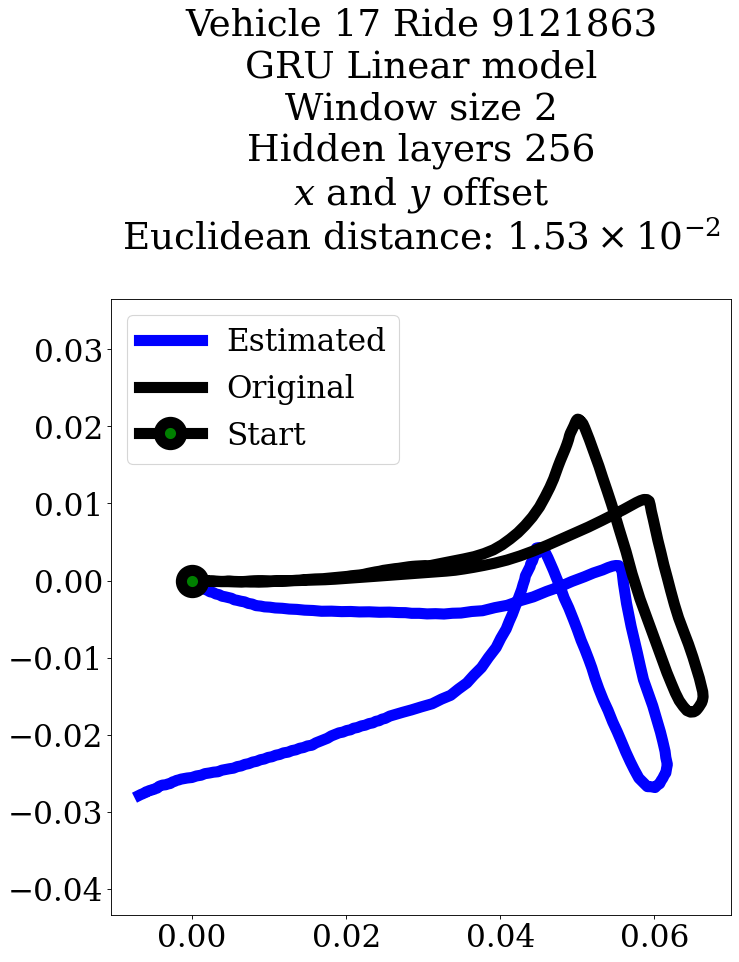 Vehicle 17 Ride 9121863
GRU Linear model
Window size 2
Hidden layers 256
x and y offset
Euclidean distance: 1.53 × 10⁻²
Estimated
Original
Start
0.03
0.02
0.01
0.00
−0.01
−0.02
−0.03
−0.04
0.00 0.02 0.04 0.06